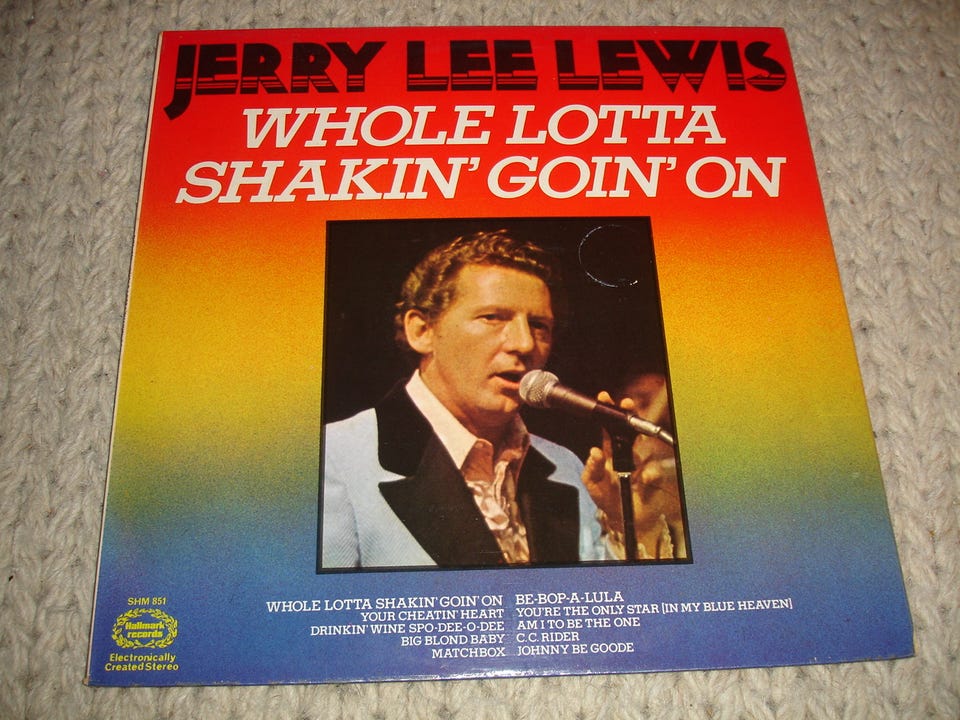 JERRY LEE LEWIS
WHOLE LOTTA
SHAKIN' GOIN' ON
WHOLE LOTTA SHAKIN' GOIN' ON
YOUR CHEATIN' HEART
DRINKIN' WINE SPO-DEE-O-DEE
BIG BLOND BABY
MATCHBOX
BE-BOP-A-LULA
YOU'RE THE ONLY STAR [IN MY BLUE HEAVEN]
AM I TO BE THE ONE
C.C. RIDER
JOHNNY BE GOODE
SHM 851
Hallmark
records
Electronically
Created Stereo